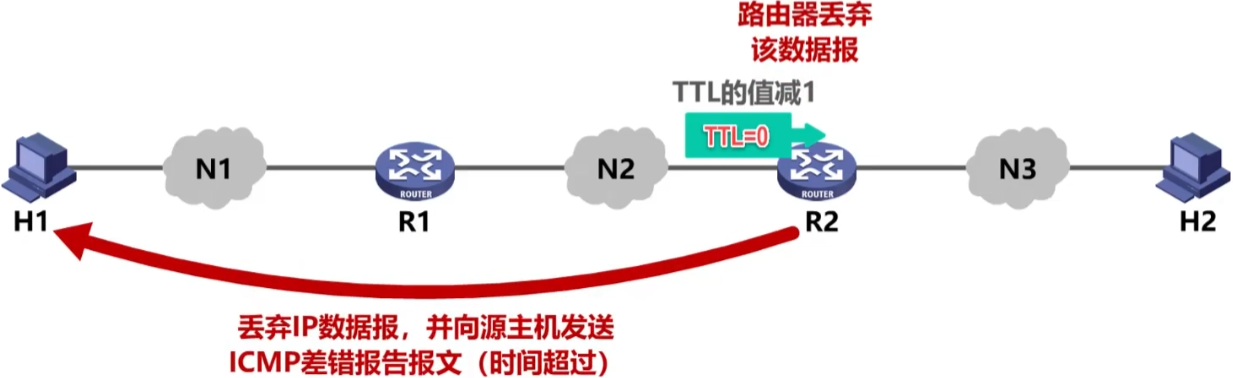 路由器丢弃
该数据报
TTL的值减1
TTL=0
N1
N2
N3
ROUTER
ROUTER
H1
R1
R2
H2
丢弃IP数据报，并向源主机发送
ICMP差错报告报文（时间超过）